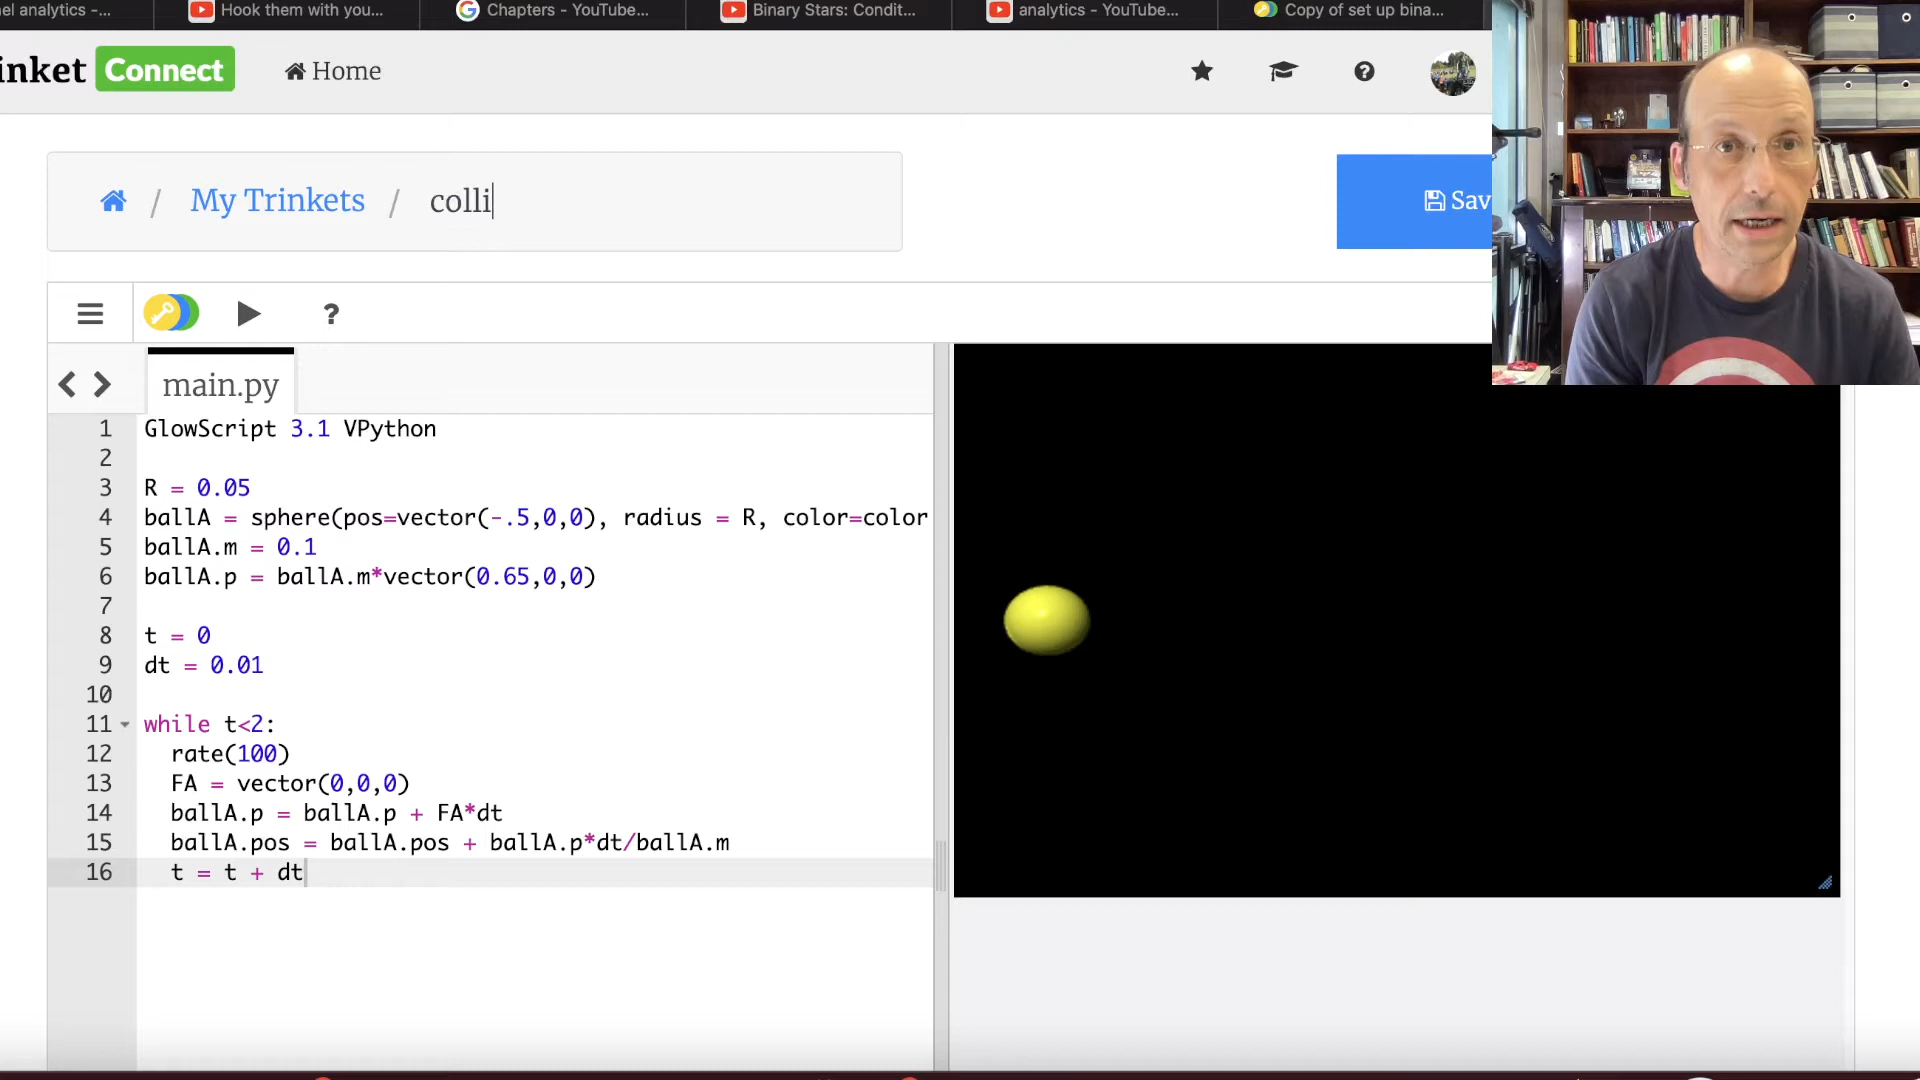 nel analytics -...
Hook them with you...
Chapters - YouTube...
Binary Stars: Condit...
analytics - YouTube...
Copy of set up bina...
inket Connect
Home
/ My Trinkets / colli
Sav
?
main.py
1 GlowScript 3.1 VPython
2
3 R = 0.05
4 ballA = sphere(pos=vector(-.5,0,0), radius = R, color=color
5 ballA.m = 0.1
6 ballA.p = ballA.m*vector(0.65,0,0)
7
8 t = 0
9 dt = 0.01
10
11 while t<2:
12 rate(100)
13 FA = vector(0,0,0)
14 ballA.p = ballA.p + FA*dt
15 ballA.pos = ballA.pos + ballA.p*dt/ballA.m
16 t = t + dt